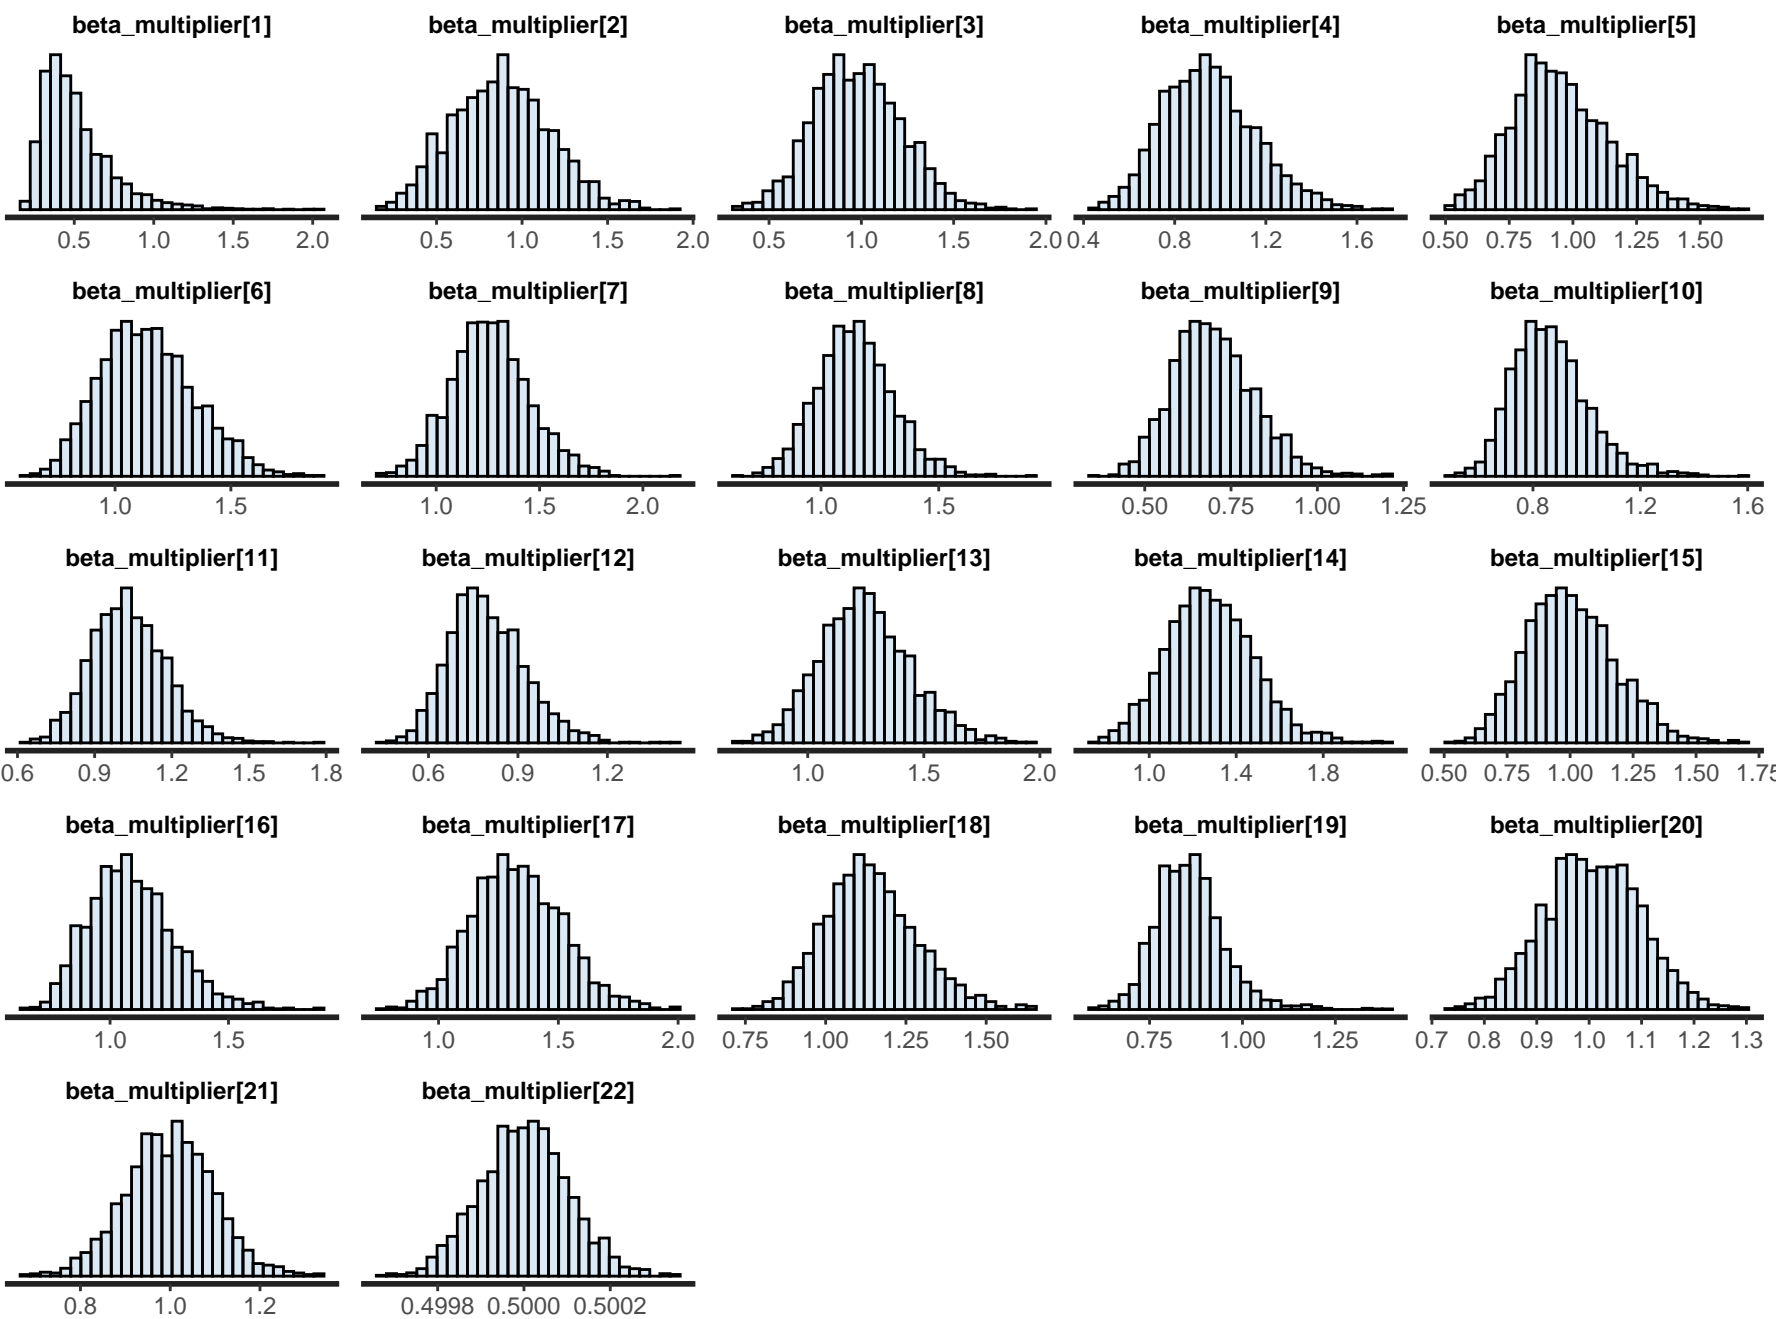 beta_multiplier[1] beta_multiplier[2] beta_multiplier[3] beta_multiplier[4] beta_multiplier[5]
0.5 1.0 1.5 2.0 0.5 1.0 1.5 2.0 0.5 1.0 1.5 2.0 0.4 0.8 1.2 1.6 0.50 0.75 1.00 1.25 1.50
beta_multiplier[6] beta_multiplier[7] beta_multiplier[8] beta_multiplier[9] beta_multiplier[10]
1.0 1.5 1.0 1.5 2.0 1.0 1.5 0.50 0.75 1.00 1.25 0.8 1.2 1.6
beta_multiplier[11] beta_multiplier[12] beta_multiplier[13] beta_multiplier[14] beta_multiplier[15]
0.6 0.9 1.2 1.5 1.8 0.6 0.9 1.2 1.0 1.5 2.0 1.0 1.4 1.8 0.50 0.75 1.00 1.25 1.50 1.75
beta_multiplier[16] beta_multiplier[17] beta_multiplier[18] beta_multiplier[19] beta_multiplier[20]
1.0 1.5 1.0 1.5 2.0 0.75 1.00 1.25 1.50 0.75 1.00 1.25 0.7 0.8 0.9 1.0 1.1 1.2 1.3
beta_multiplier[21] beta_multiplier[22]
0.8 1.0 1.2 0.4998 0.5000 0.5002